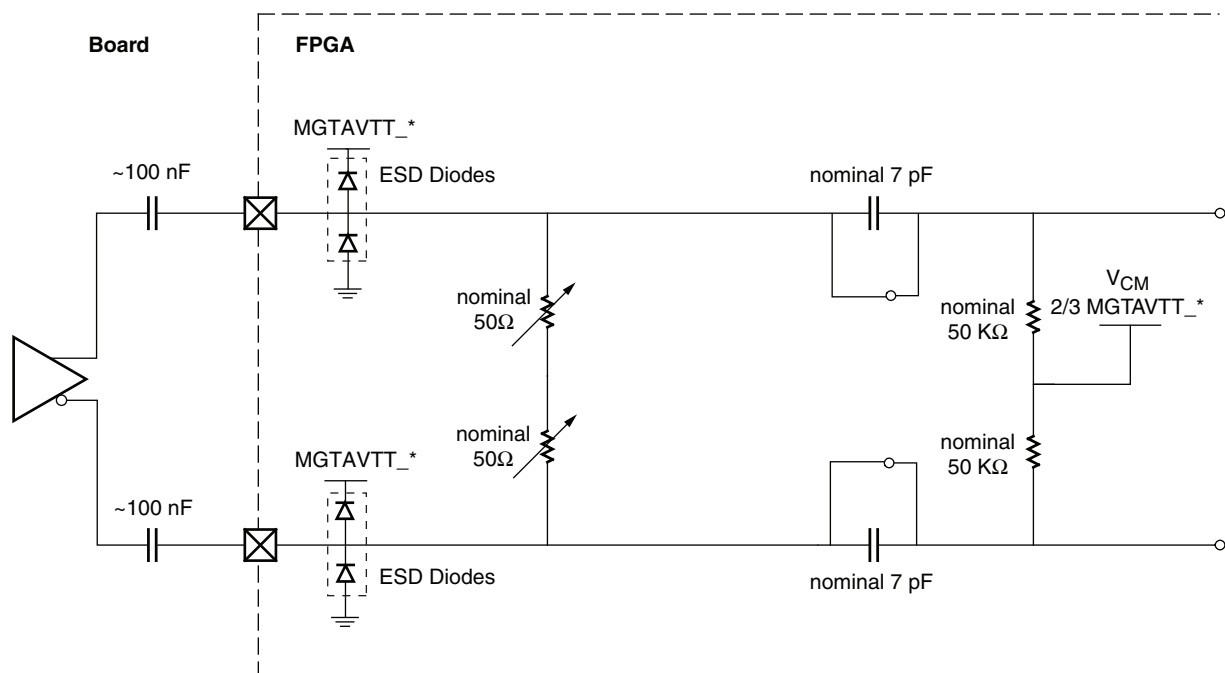 Board
FPGA
MGTAVTT_*
~100 nF
ESD Diodes
nominal 7 pF
nominal
50Ω
nominal
50 KΩ
VCM
2/3 MGTAVTT_*
nominal
50Ω
nominal
50 KΩ
MGTAVTT_*
~100 nF
ESD Diodes
nominal 7 pF